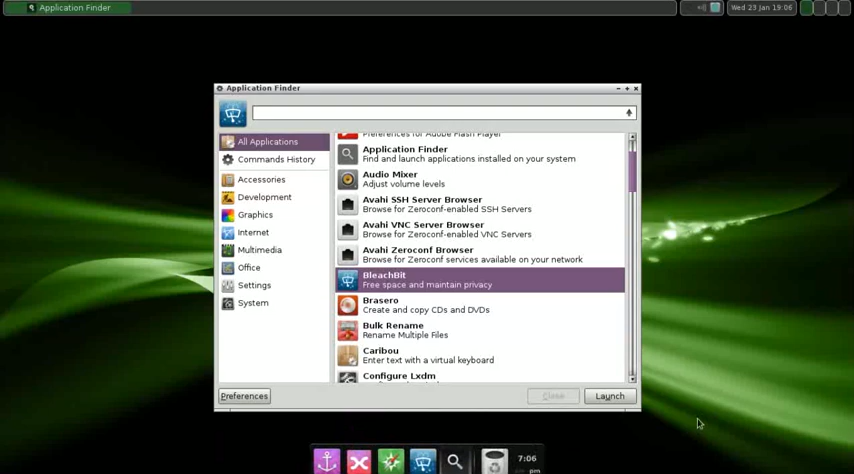 Application Finder
Wed 23 Jan 19:06
Application Finder
All Applications
Commands History
Accessories
Development
Graphics
Internet
Multimedia
Office
Settings
System
Preferences for Adobe Flash Player
Application Finder
Find and launch applications installed on your system
Audio Mixer
Adjust volume levels
Avahi SSH Server Browser
Browse for Zeroconf-enabled SSH Servers
Avahi VNC Server Browser
Browse for Zeroconf-enabled VNC Servers
Avahi Zeroconf Browser
Browse for Zeroconf services available on your network
BleachBit
Free space and maintain privacy
Brasero
Create and copy CDs and DVDs
Bulk Rename
Rename Multiple Files
Caribou
Enter text with a virtual keyboard
Configure Lxdm
Preferences
Close
Launch
7:06
pm